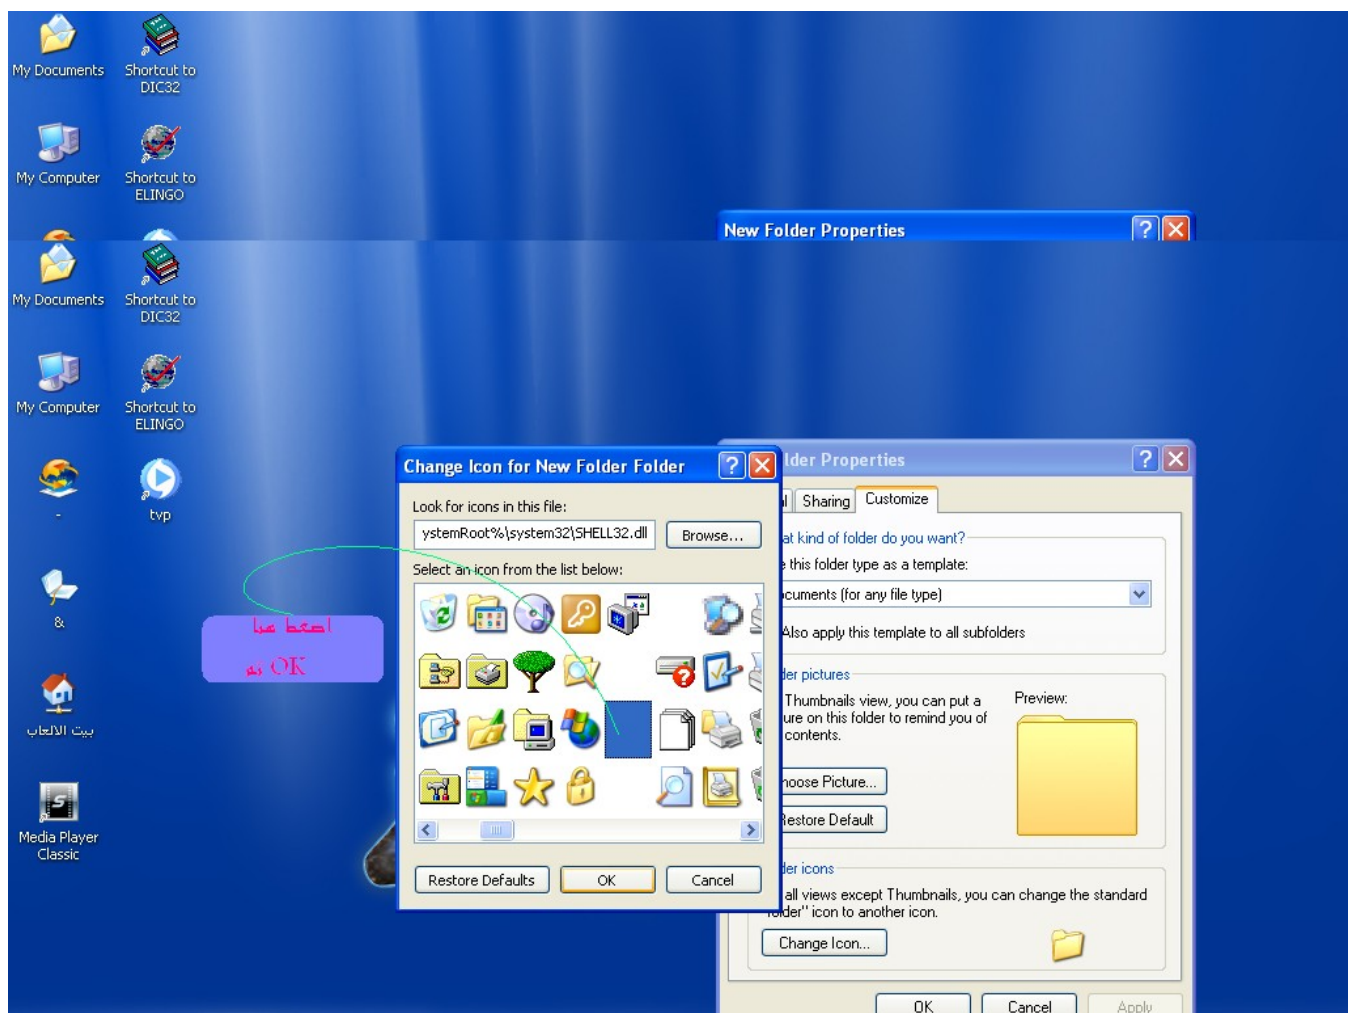 My Documents
Shortcut to
DIC32
My Computer
Shortcut to
ELINGO
New Folder Properties
My Documents
Shortcut to
DIC32
My Computer
Shortcut to
ELINGO
-
tvp
&
بيت الالعاب
Media Player
Classic
اضغط هنا
ثم OK
Change Icon for New Folder Folder
Look for icons in this file:
ystemRoot%\system32\SHELL32.dll
Browse...
Select an icon from the list below:
Restore Defaults
OK
Cancel
lder Properties
Sharing
Customize
at kind of folder do you want?
this folder type as a template:
cuments (for any file type)
Also apply this template to all subfolders
der pictures
Thumbnails view, you can put a
ure on this folder to remind you of
contents.
Preview:
hoose Picture...
Restore Default
der icons
all views except Thumbnails, you can change the standard
folder" icon to another icon.
Change Icon...
OK
Cancel
Apply